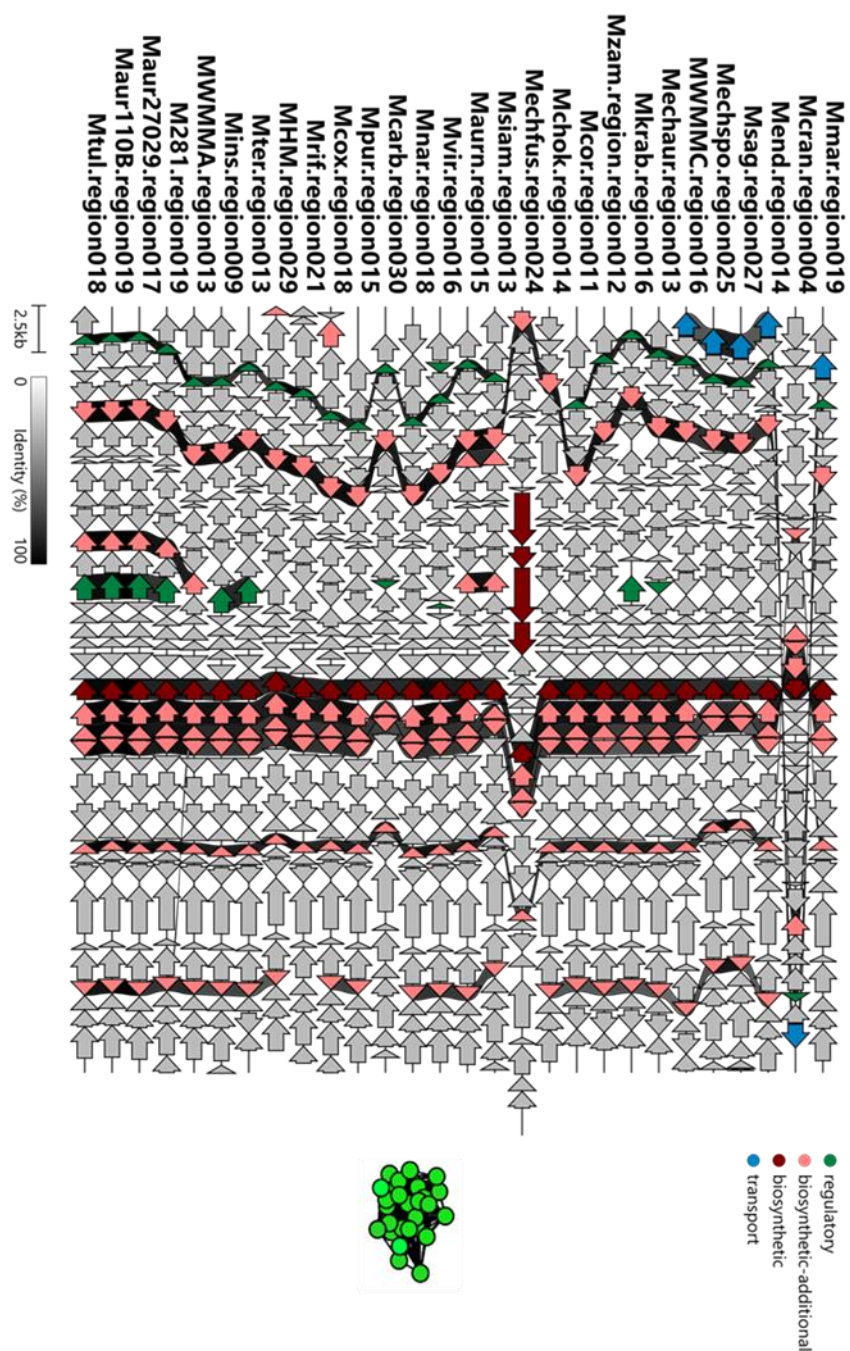 Mmar.region019
Mcran.region004
Mend.region014
Msag.region027
Mechspo.region025
MWMMC.region016
Mechaur.region013
Mkrab.region016
Mzam.region.region012
Mcor.region011
Mchok.region014
Mechfus.region024
Msiam.region013
Maurn.region015
Mvir.region016
Mnar.region018
Mcarb.region030
Mpur.region015
Mcox.region018
Mrif.region021
MHM.region029
Mter.region013
Mins.region009
MWMMA.region013
M281.region019
Maur27029.region017
Maur110B.region019
Mtul.region018
2.5kb
0 Identity (%) 100
regulatory
biosynthetic-additional
biosynthetic
transport